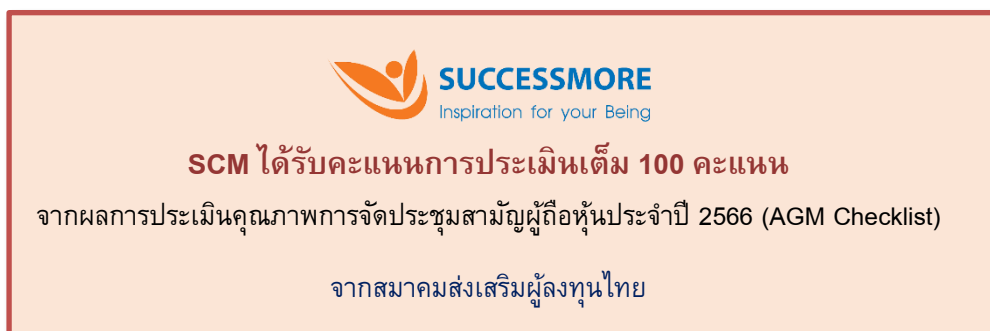 SUCCESSMORE
Inspiration for your Being
SCM ได้รับคะแนนการประเมินเต็ม 100 คะแนน
จากผลการประเมินคุณภาพการจัดประชุมสามัญผู้ถือหุ้นประจำปี 2566 (AGM Checklist)
จากสมาคมส่งเสริมผู้ลงทุนไทย